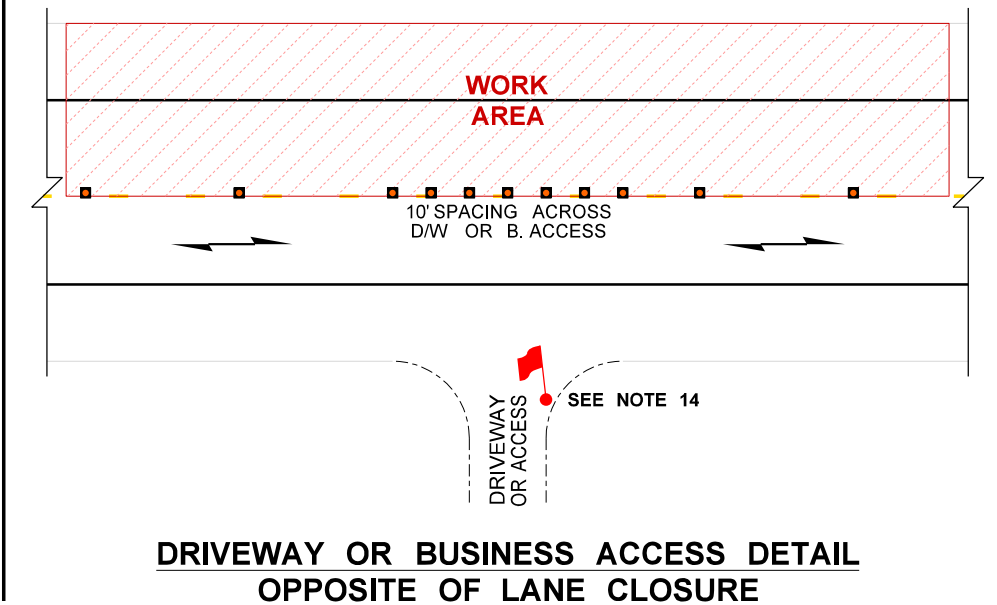 WORK
AREA
10' SPACING ACROSS
D/W OR B. ACCESS
SEE NOTE 14
DRIVEWAY
OR ACCESS
DRIVEWAY OR BUSINESS ACCESS DETAIL
OPPOSITE OF LANE CLOSURE